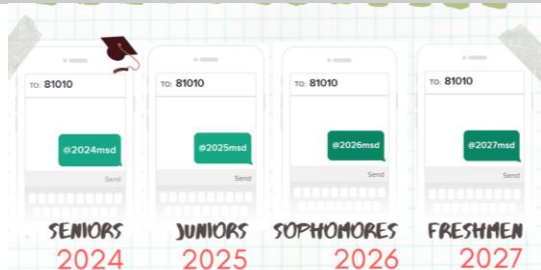 TO: 81010
@2024msd
Send
SENIORS
2024
TO: 81010
@2025msd
Send
JUNIORS
2025
TO: 81010
@2026msd
Send
SOPHOMORES
2026
TO: 81010
@2027msd
Send
FRESHMEN
2027